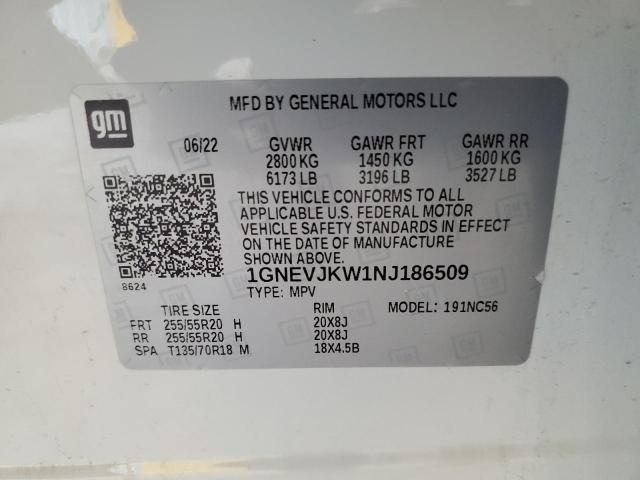 gm
MFD BY GENERAL MOTORS LLC
06/22 GVWR GAWR FRT GAWR RR
2800 KG 1450 KG 1600 KG
6173 LB 3196 LB 3527 LB
THIS VEHICLE CONFORMS TO ALL
APPLICABLE U.S. FEDERAL MOTOR
VEHICLE SAFETY STANDARDS IN EFFECT
ON THE DATE OF MANUFACTURE
SHOWN ABOVE.
1GNEVJKW1NJ186509
8624
TYPE: MPV
TIRE SIZE RIM MODEL: 191NC56
FRT 255/55R20 H 20X8J
RR 255/55R20 H 20X8J
SPA T135/70R18 M 18X4.5B